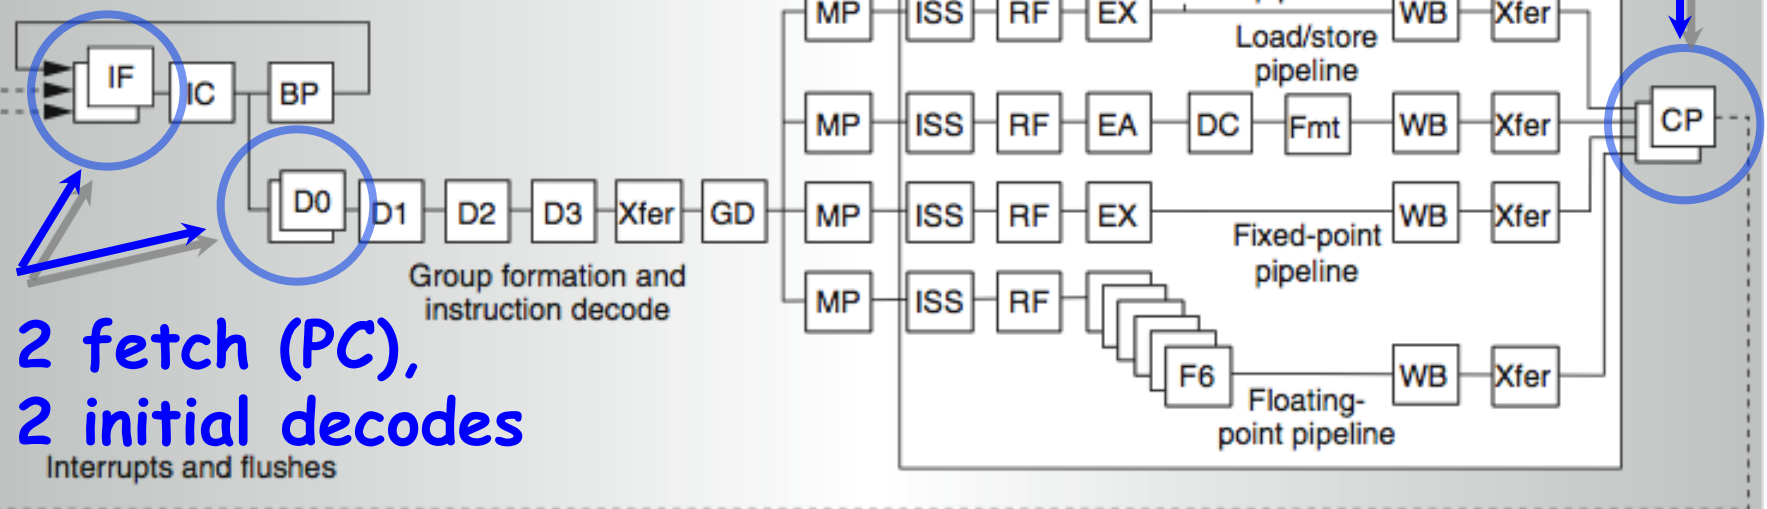 MP ISS RF EX WB Xfer
Load/store
pipeline
IF IC BP
MP ISS RF EA DC Fmt WB Xfer
CP
D0 D1 D2 D3 Xfer GD
MP ISS RF EX WB Xfer
Fixed-point
pipeline
Group formation and
instruction decode
MP ISS RF
F6 WB Xfer
Floating-
point pipeline
2 fetch (PC),
2 initial decodes
Interrupts and flushes